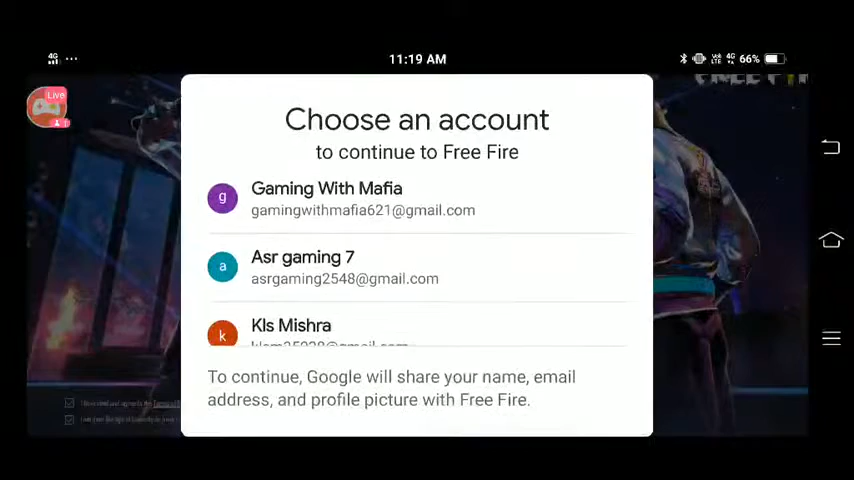 4G ... 11:19 AM 4G 66%
Live
Choose an account
to continue to Free Fire
g Gaming With Mafia
gamingwithmafia621@gmail.com
a Asr gaming 7
asrgaming2548@gmail.com
k Kls Mishra
To continue, Google will share your name, email
address, and profile picture with Free Fire.